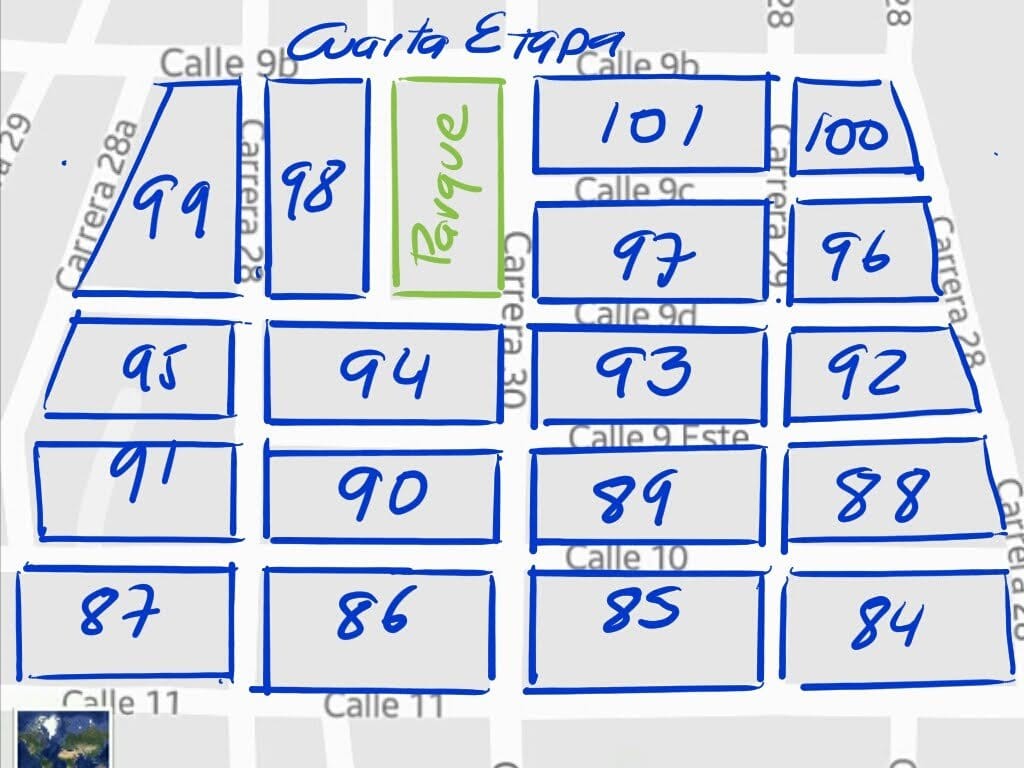 Cuarta Etapa
Calle 9b
Calle 9b
28
28
a 29
Carrera 28a
99
Carrera 28
98
Parque
101
100
Calle 9c
Carrera 29
97
96
Carrera 28
Carrera 30
Calle 9d
95
94
93
92
Calle 9 Este
91
90
89
88
Carrera 28
Calle 10
87
86
85
84
Calle 11
Calle 11